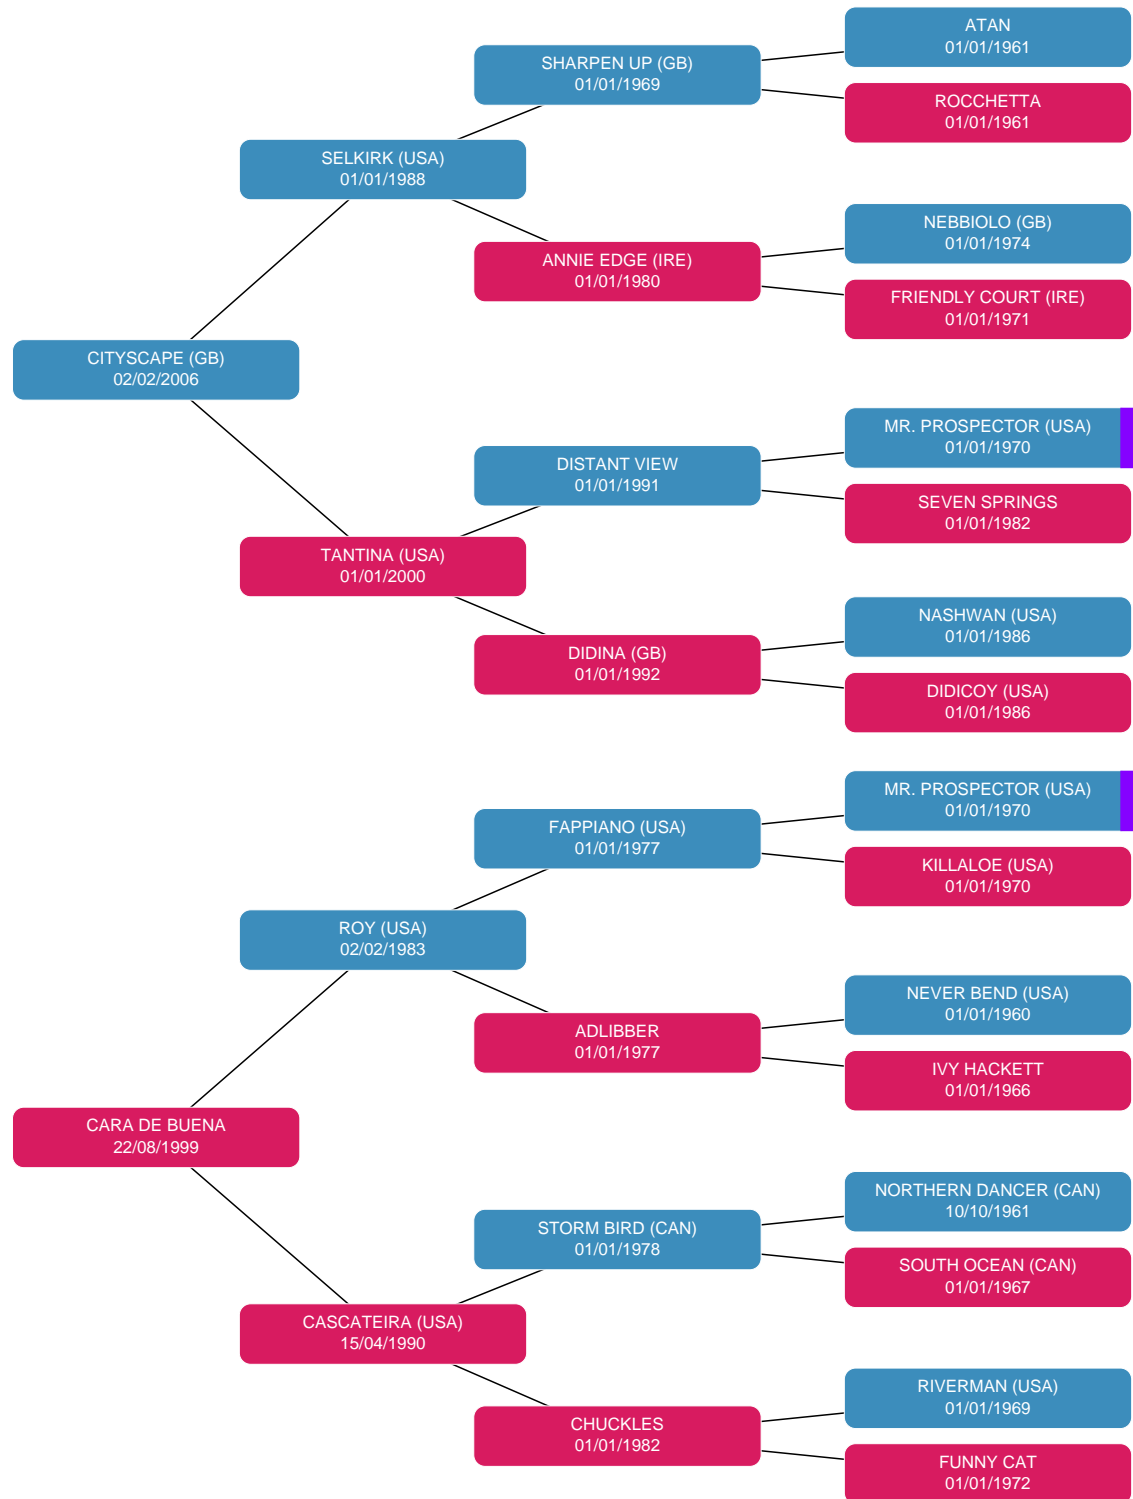 ATAN
01/01/1961
SHARPEN UP (GB)
01/01/1969
ROCCHETTA
01/01/1961
SELKIRK (USA)
01/01/1988
NEBBIOLO (GB)
01/01/1974
ANNIE EDGE (IRE)
01/01/1980
FRIENDLY COURT (IRE)
01/01/1971
CITYSCAPE (GB)
02/02/2006
MR. PROSPECTOR (USA)
01/01/1970
DISTANT VIEW
01/01/1991
SEVEN SPRINGS
01/01/1982
TANTINA (USA)
01/01/2000
NASHWAN (USA)
01/01/1986
DIDINA (GB)
01/01/1992
DIDICOY (USA)
01/01/1986
MR. PROSPECTOR (USA)
01/01/1970
FAPPIANO (USA)
01/01/1977
KILLALOE (USA)
01/01/1970
ROY (USA)
02/02/1983
NEVER BEND (USA)
01/01/1960
ADLIBBER
01/01/1977
IVY HACKETT
01/01/1966
CARA DE BUENA
22/08/1999
NORTHERN DANCER (CAN)
10/10/1961
STORM BIRD (CAN)
01/01/1978
SOUTH OCEAN (CAN)
01/01/1967
CASCATEIRA (USA)
15/04/1990
RIVERMAN (USA)
01/01/1969
CHUCKLES
01/01/1982
FUNNY CAT
01/01/1972